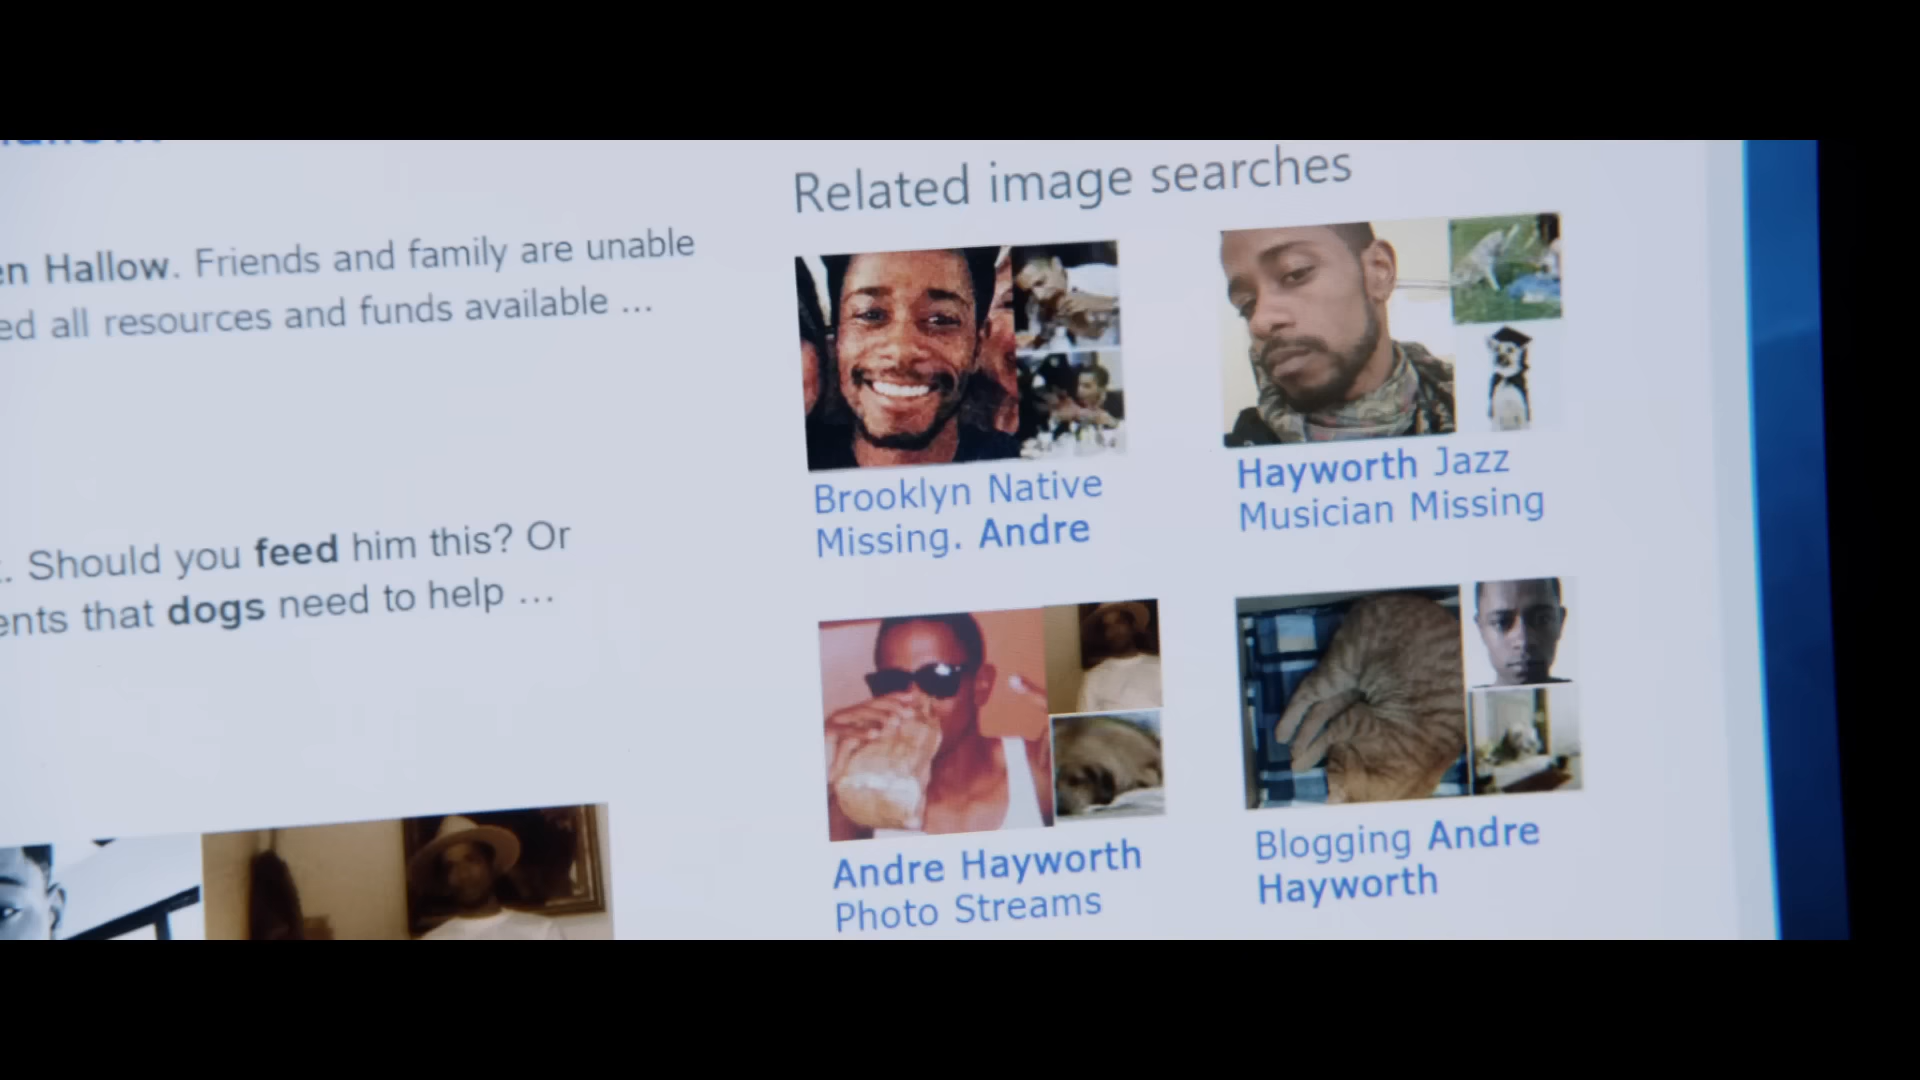 en Hallow. Friends and family are unable
ed all resources and funds available ...
. Should you feed him this? Or
ents that dogs need to help ...
Related image searches
Brooklyn Native
Missing. Andre
Hayworth Jazz
Musician Missing
Andre Hayworth
Photo Streams
Blogging Andre
Hayworth